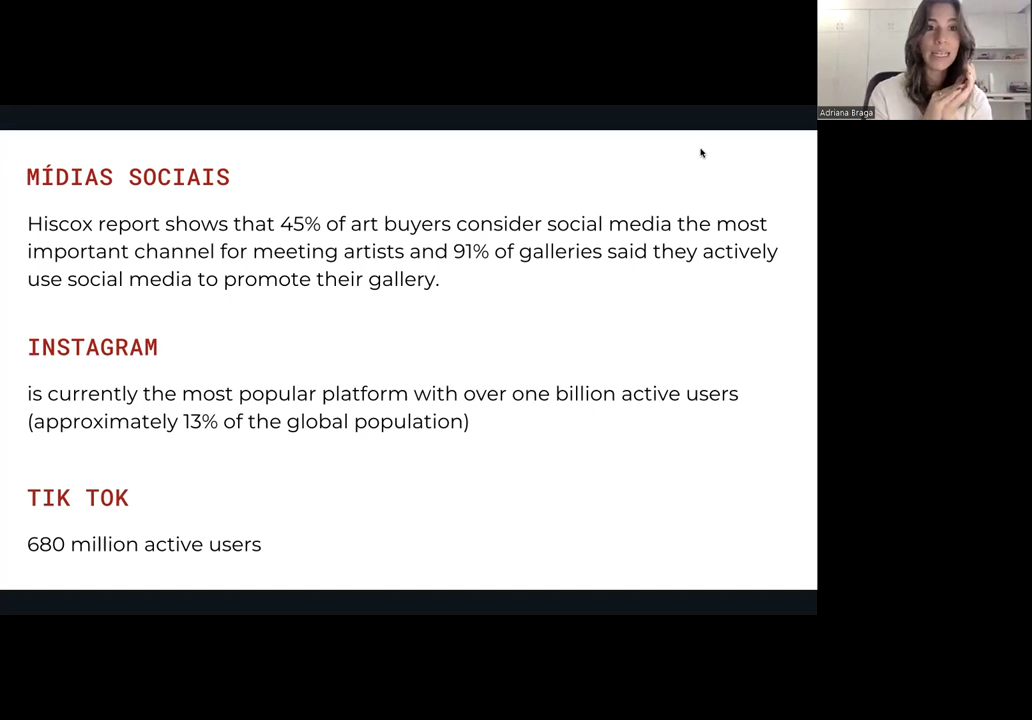 Adriana Braga
MÍDIAS SOCIAIS
Hiscox report shows that 45% of art buyers consider social media the most
important channel for meeting artists and 91% of galleries said they actively
use social media to promote their gallery.
INSTAGRAM
is currently the most popular platform with over one billion active users
(approximately 13% of the global population)
TIK TOK
680 million active users